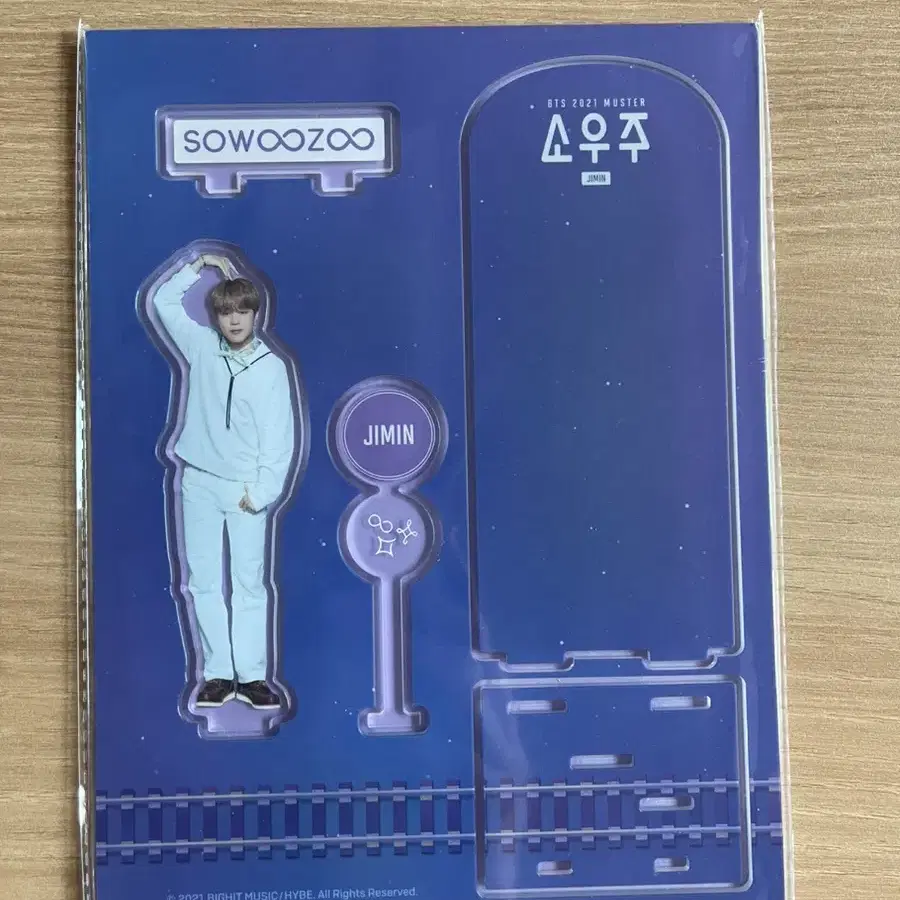 SOWOOZOO
BTS 2021 MUSTER
소우주
JIMIN
JIMIN
© 2021 BIGHIT MUSIC/HYBE. All Rights Reserved.